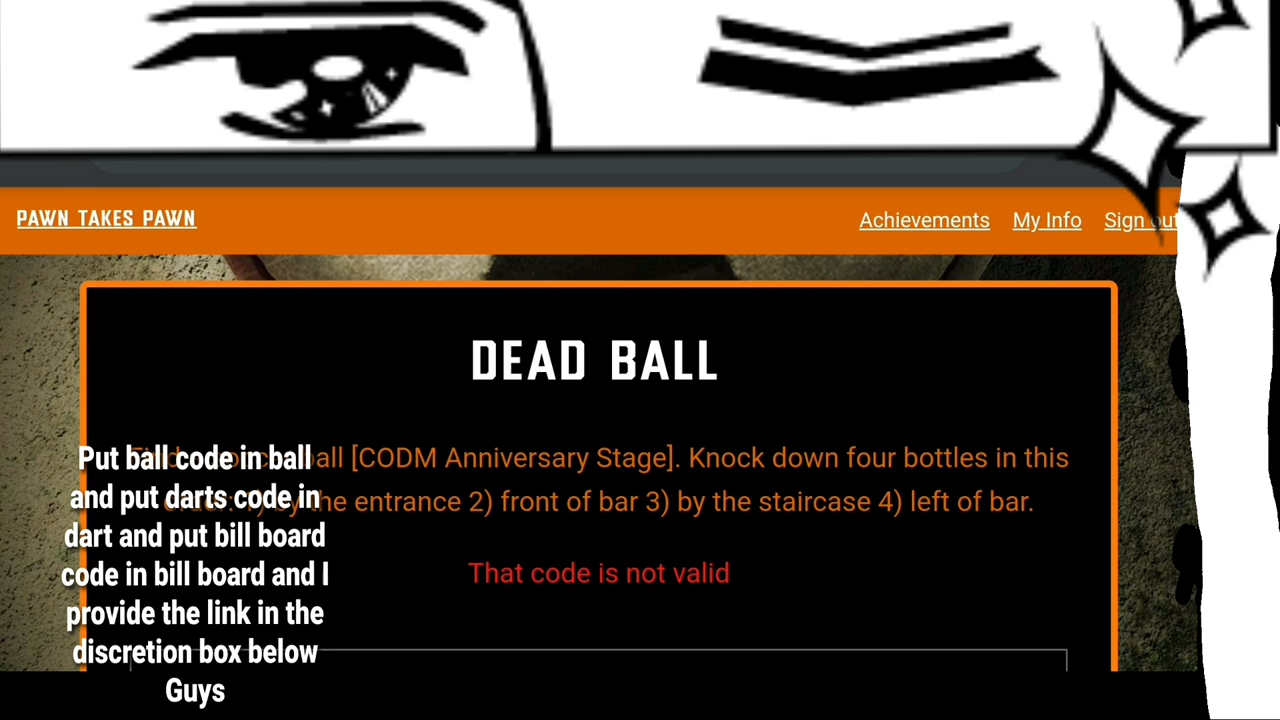 PAWN TAKES PAWN
Achievements My Info Sign out
DEAD BALL
ball [CODM Anniversary Stage]. Knock down four bottles in this
the entrance 2) front of bar 3) by the staircase 4) left of bar.
That code is not valid
Put ball code in ball
and put darts code in
dart and put bill board
code in bill board and I
provide the link in the
discretion box below
Guys